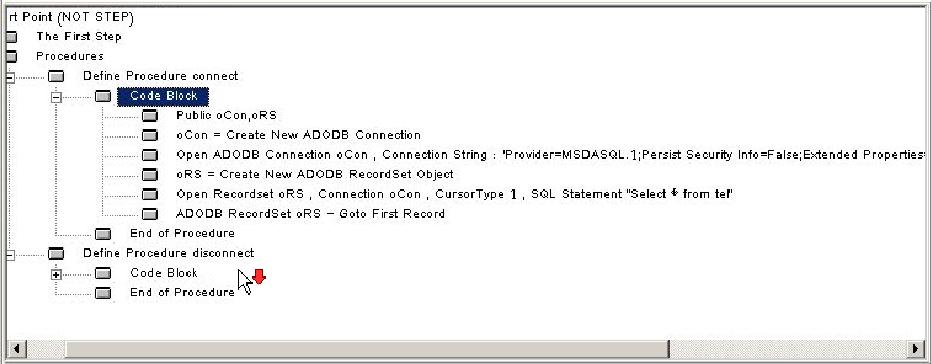 rt Point (NOT STEP)
The First Step
Procedures
Define Procedure connect
Code Block
Public oCon,oRS
oCon = Create New ADODB Connection
Open ADODB Connection oCon , Connection String : "Provider=MSDASQL.1;Persist Security Info=False;Extended Properties=
oRS = Create New ADODB RecordSet Object
Open Recordset oRS , Connection oCon , CursorType 1 , SQL Statement "Select * from tel"
ADODB RecordSet oRS - Goto First Record
End of Procedure
Define Procedure disconnect
Code Block
End of Procedure